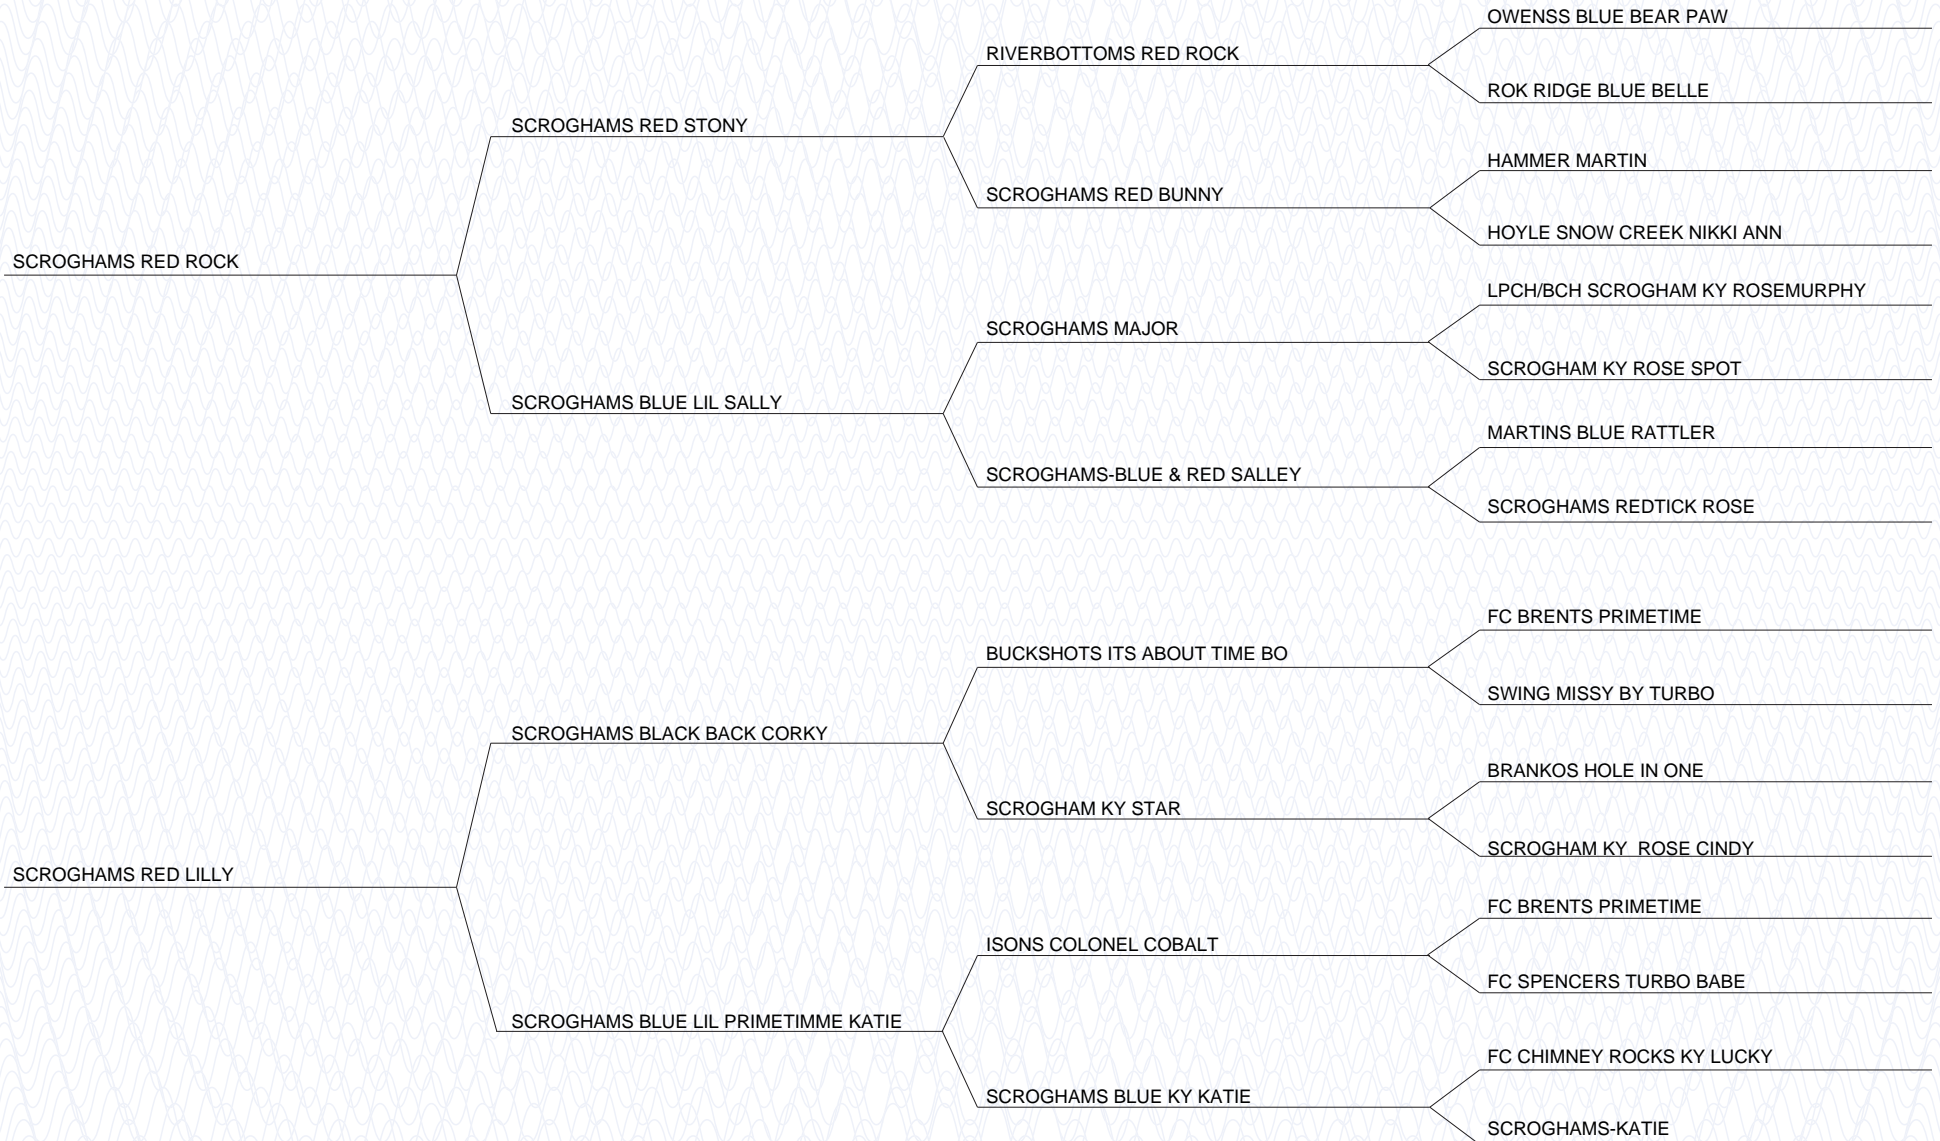 OWENSS BLUE BEAR PAW
RIVERBOTTOMS RED ROCK
ROK RIDGE BLUE BELLE
SCROGHAMS RED STONY
HAMMER MARTIN
SCROGHAMS RED BUNNY
HOYLE SNOW CREEK NIKKI ANN
SCROGHAMS RED ROCK
LPCH/BCH SCROGHAM KY ROSEMURPHY
SCROGHAMS MAJOR
SCROGHAM KY ROSE SPOT
SCROGHAMS BLUE LIL SALLY
MARTINS BLUE RATTLER
SCROGHAMS-BLUE & RED SALLEY
SCROGHAMS REDTICK ROSE
FC BRENTS PRIMETIME
BUCKSHOTS ITS ABOUT TIME BO
SWING MISSY BY TURBO
SCROGHAMS BLACK BACK CORKY
BRANKOS HOLE IN ONE
SCROGHAM KY STAR
SCROGHAM KY  ROSE CINDY
SCROGHAMS RED LILLY
FC BRENTS PRIMETIME
ISONS COLONEL COBALT
FC SPENCERS TURBO BABE
SCROGHAMS BLUE LIL PRIMETIMME KATIE
FC CHIMNEY ROCKS KY LUCKY
SCROGHAMS BLUE KY KATIE
SCROGHAMS-KATIE